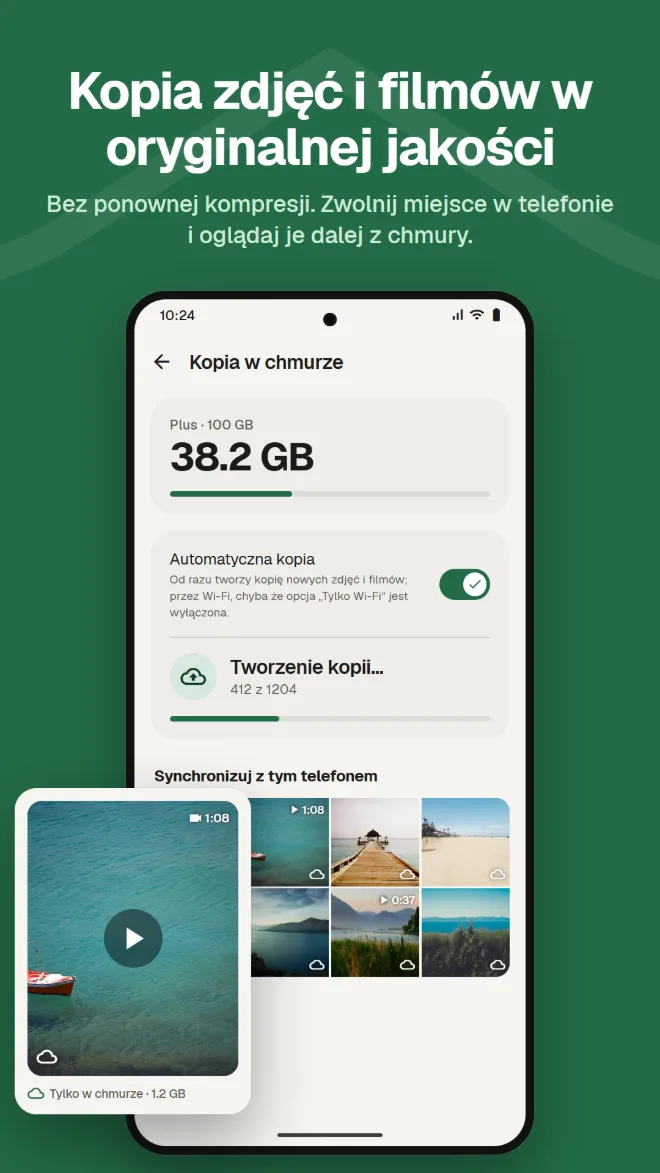 Kopia zdjęć i filmów w
oryginalnej jakości
Bez ponownej kompresji. Zwolnij miejsce w telefonie
i oglądaj je dalej z chmury.
10:24
Kopia w chmurze
Plus · 100 GB
38.2 GB
Automatyczna kopia
Od razu tworzy kopię nowych zdjęć i filmów;
przez Wi-Fi, chyba że opcja „Tylko Wi-Fi” jest
wyłączona.
Tworzenie kopii...
412 z 1204
Synchronizuj z tym telefonem
1:08
1:08
0:37
Tylko w chmurze · 1.2 GB